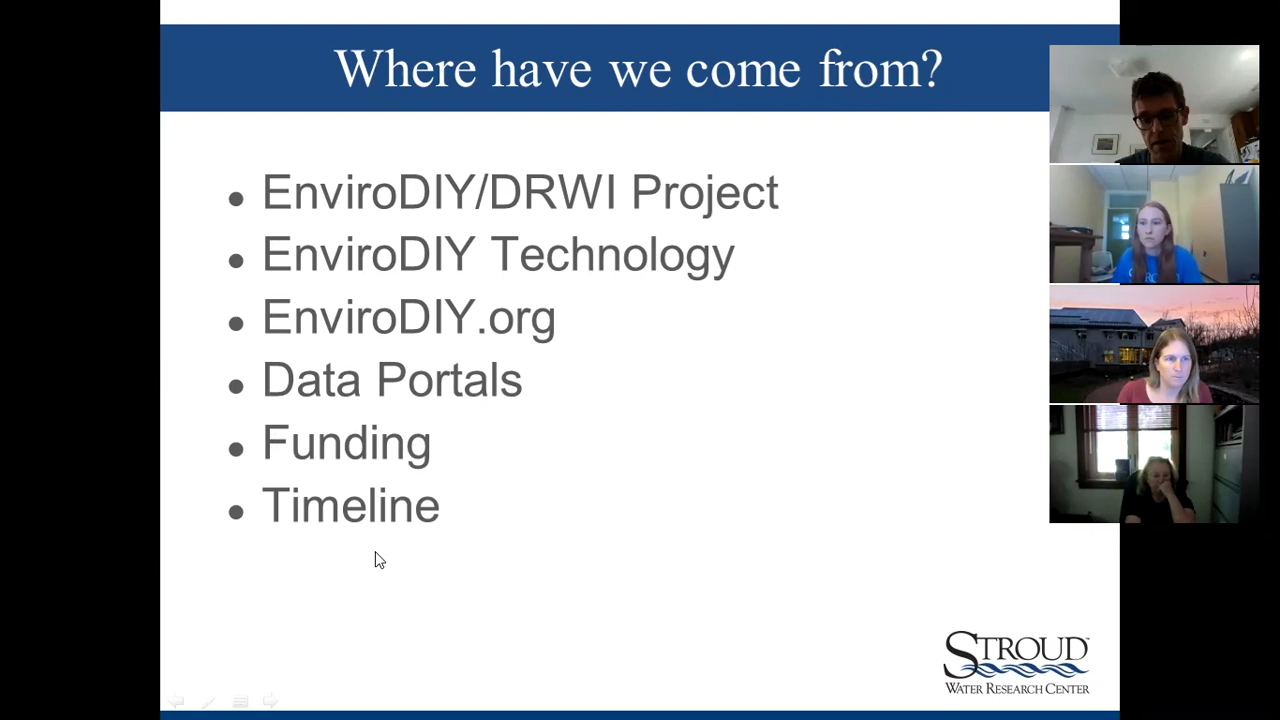 Where have we come from?
EnviroDIY/DRWI Project
EnviroDIY Technology
EnviroDIY.org
Data Portals
Funding
Timeline
STROUD™
WATER RESEARCH CENTER